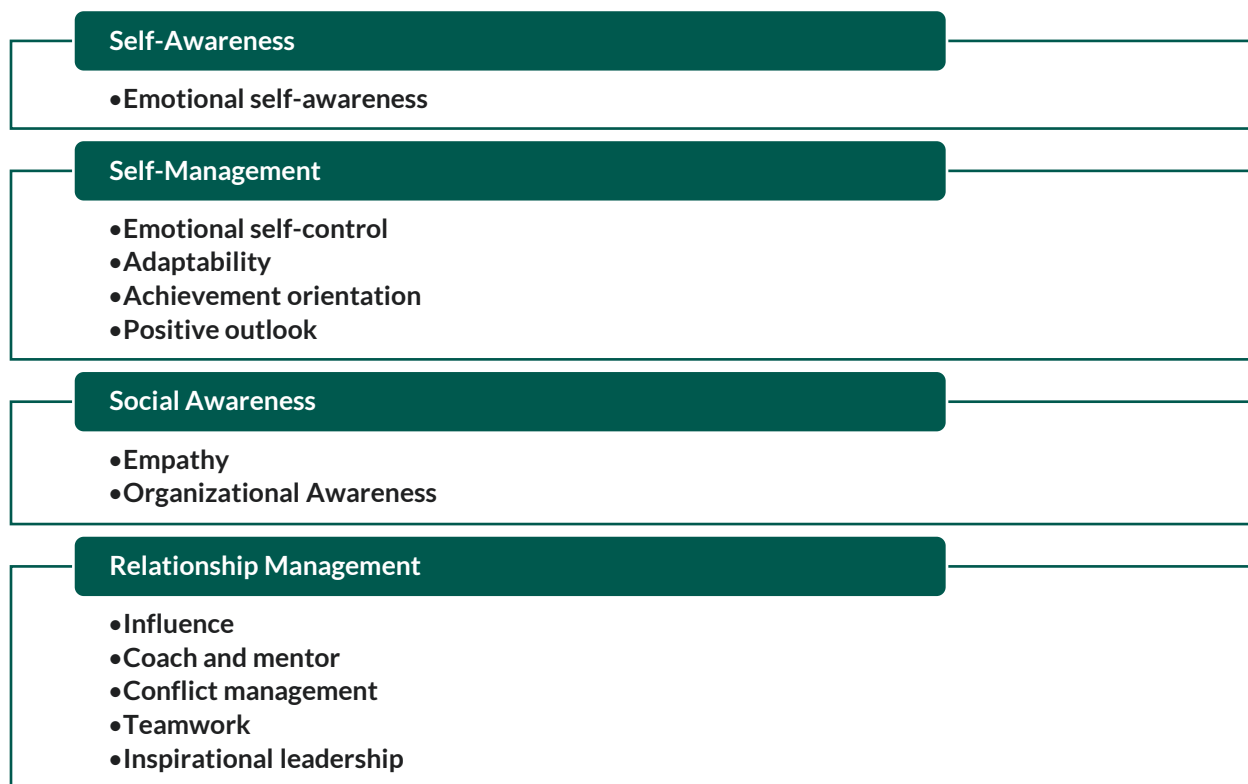 Self-Awareness
•Emotional self-awareness
Self-Management
•Emotional self-control
•Adaptability
•Achievement orientation
•Positive outlook
Social Awareness
•Empathy
•Organizational Awareness
Relationship Management
•Influence
•Coach and mentor
•Conflict management
•Teamwork
•Inspirational leadership